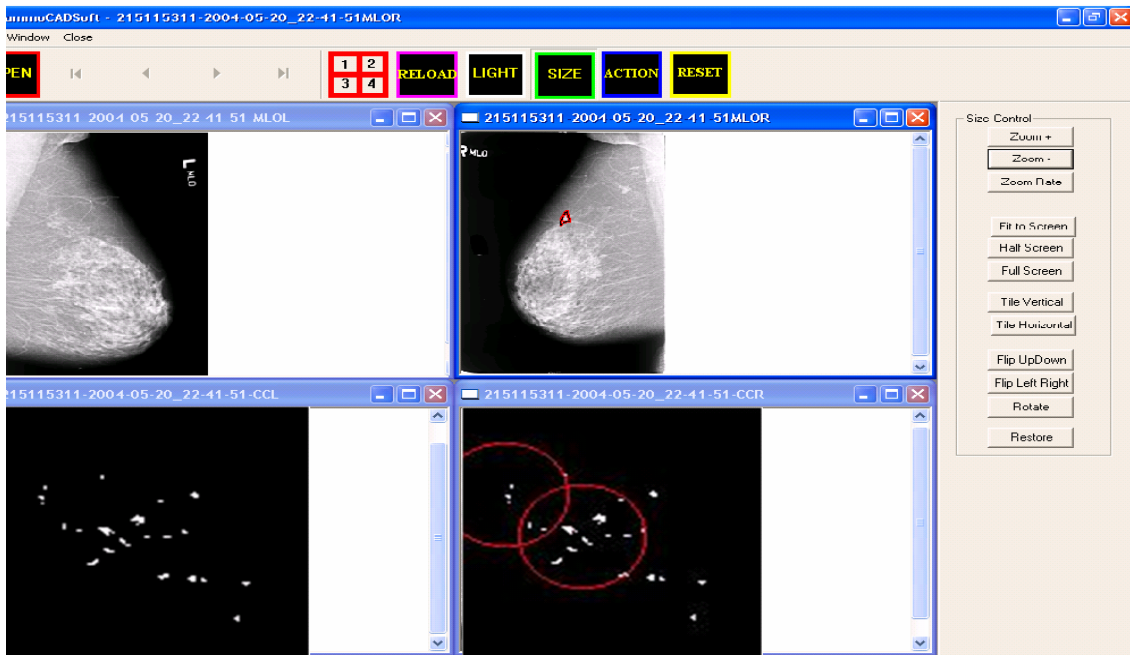 ummoCADSoft - 215115311-2004-05-20_22-41-51MLOR
Window Close
PEN
1 2
3 4
RELOAD
LIGHT
SIZE
ACTION
RESET
215115311-2004-05-20_22-41-51-MLOL
215115311-2004-05-20_22-41-51MLOR
L MLO
R MLO
215115311-2004-05-20_22-41-51-CCL
215115311-2004-05-20_22-41-51-CCR
Size Control
Zoom +
Zoom -
Zoom Rate
Fit to Screen
Half Screen
Full Screen
Tile Vertical
Tile Horizontal
Flip UpDown
Flip Left Right
Rotate
Restore